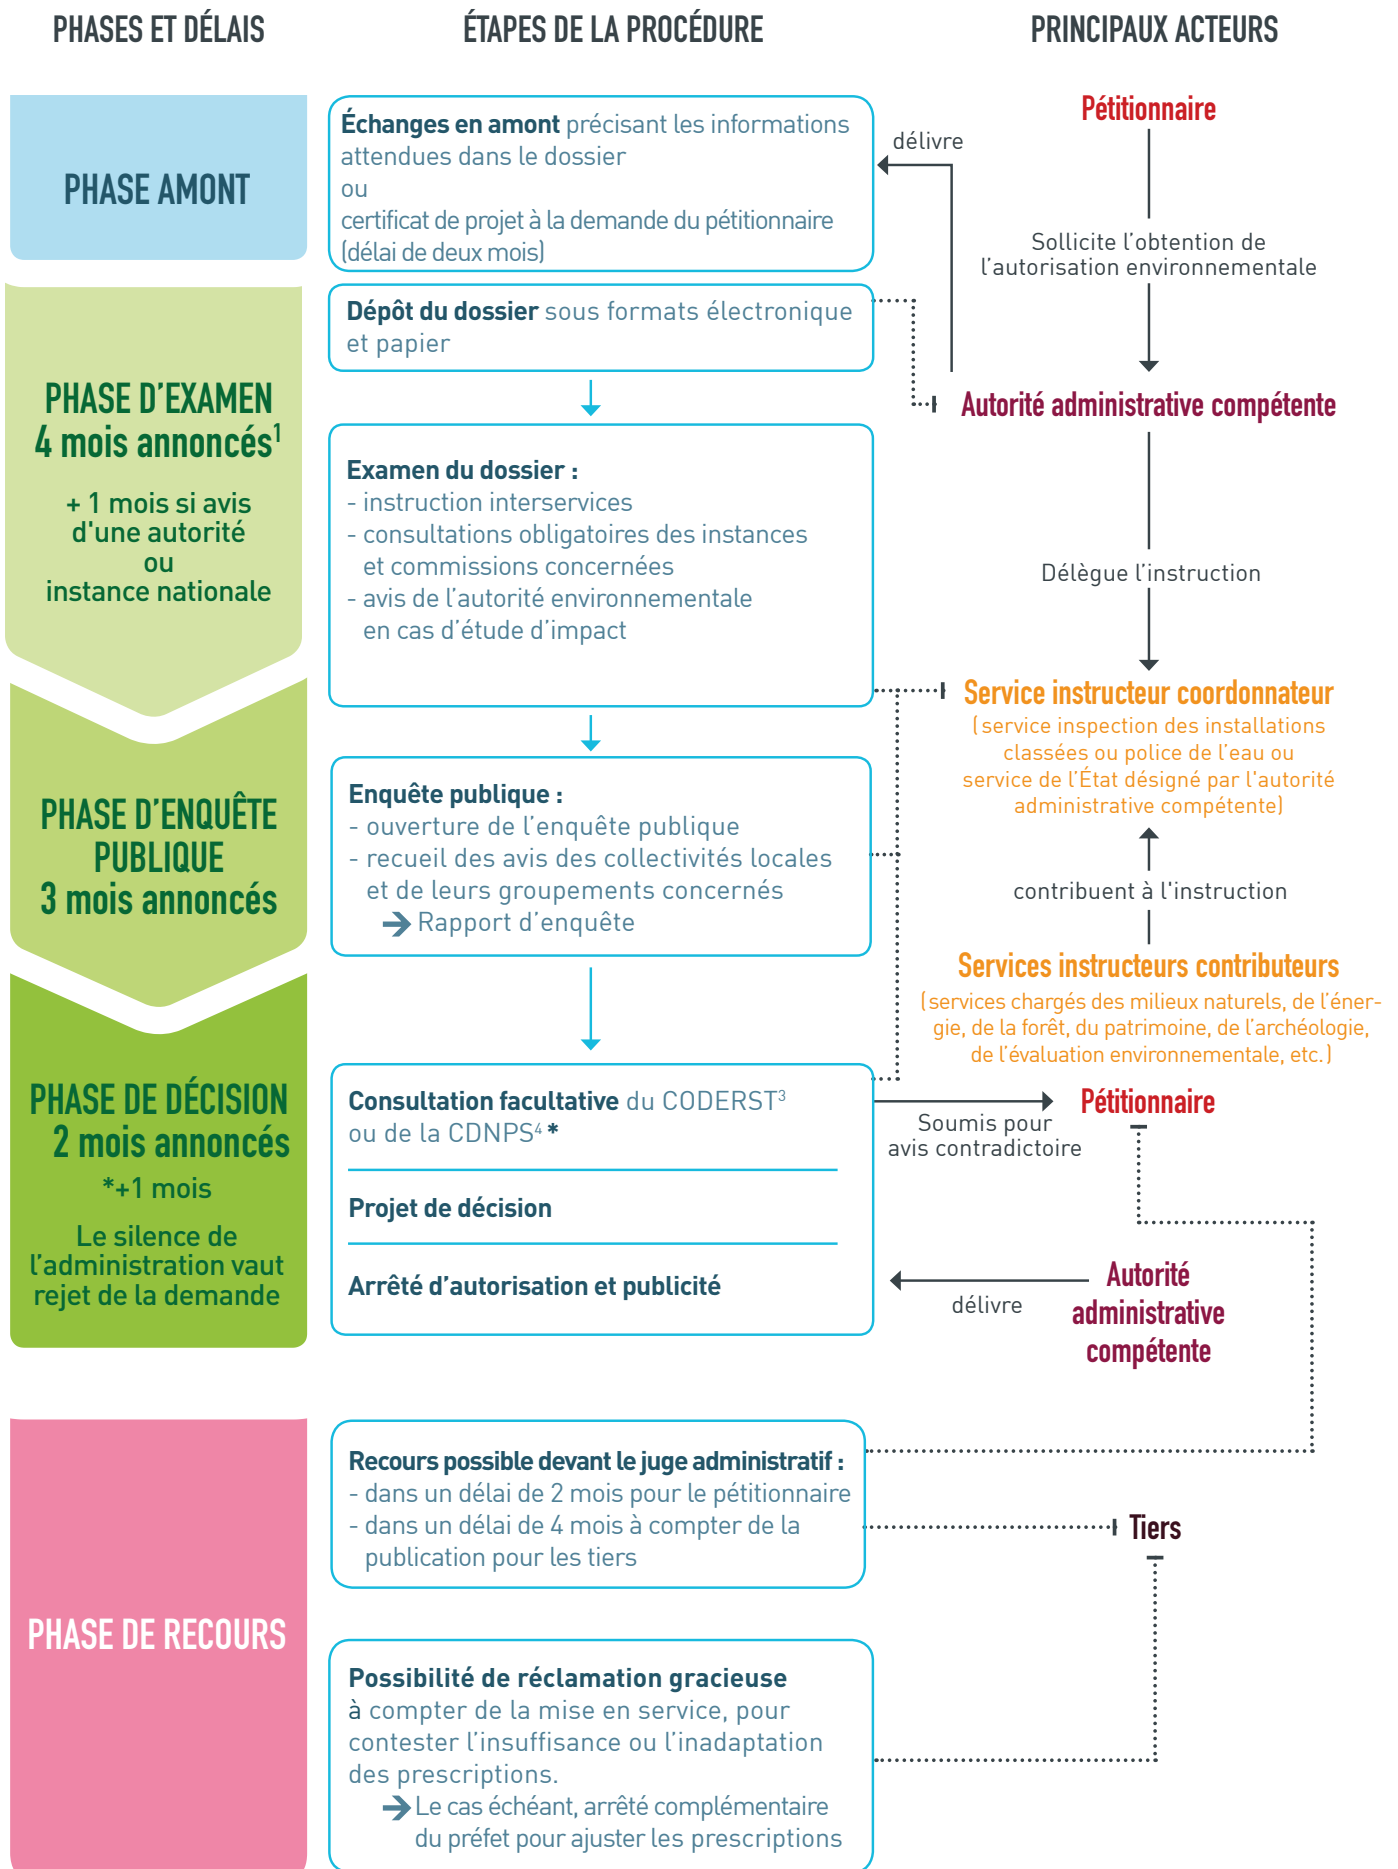 PHASES ET DÉLAIS
ÉTAPES DE LA PROCÉDURE
PRINCIPAUX ACTEURS
PHASE AMONT
Échanges en amont précisant les informations
attendues dans le dossier
ou
certificat de projet à la demande du pétitionnaire
(délai de deux mois)
délivre
Pétitionnaire
Sollicite l'obtention de
l'autorisation environnementale
Dépôt du dossier sous formats électronique
et papier
Autorité administrative compétente
PHASE D'EXAMEN
4 mois annoncés¹
+ 1 mois si avis
d'une autorité
ou
instance nationale
Examen du dossier :
- instruction interservices
- consultations obligatoires des instances
et commissions concernées
- avis de l'autorité environnementale
en cas d'étude d'impact
Délègue l'instruction
Service instructeur coordonnateur
(service inspection des installations
classées ou police de l'eau ou
service de l'État désigné par l'autorité
administrative compétente)
PHASE D'ENQUÊTE
PUBLIQUE
3 mois annoncés
Enquête publique :
- ouverture de l'enquête publique
- recueil des avis des collectivités locales
et de leurs groupements concernés
→ Rapport d'enquête
contribuent à l'instruction
Services instructeurs contributeurs
(services chargés des milieux naturels, de l'éner-
gie, de la forêt, du patrimoine, de l'archéologie,
de l'évaluation environnementale, etc.)
PHASE DE DÉCISION
2 mois annoncés
*+1 mois
Le silence de
l'administration vaut
rejet de la demande
Consultation facultative du CODERST³
ou de la CDNPS⁴ *
Projet de décision
Arrêté d'autorisation et publicité
Soumis pour
avis contradictoire
Pétitionnaire
délivre
Autorité
administrative
compétente
PHASE DE RECOURS
Recours possible devant le juge administratif :
- dans un délai de 2 mois pour le pétitionnaire
- dans un délai de 4 mois à compter de la
publication pour les tiers
Tiers
Possibilité de réclamation gracieuse
à compter de la mise en service, pour
contester l'insuffisance ou l'inadaptation
des prescriptions.
→ Le cas échéant, arrêté complémentaire
du préfet pour ajuster les prescriptions